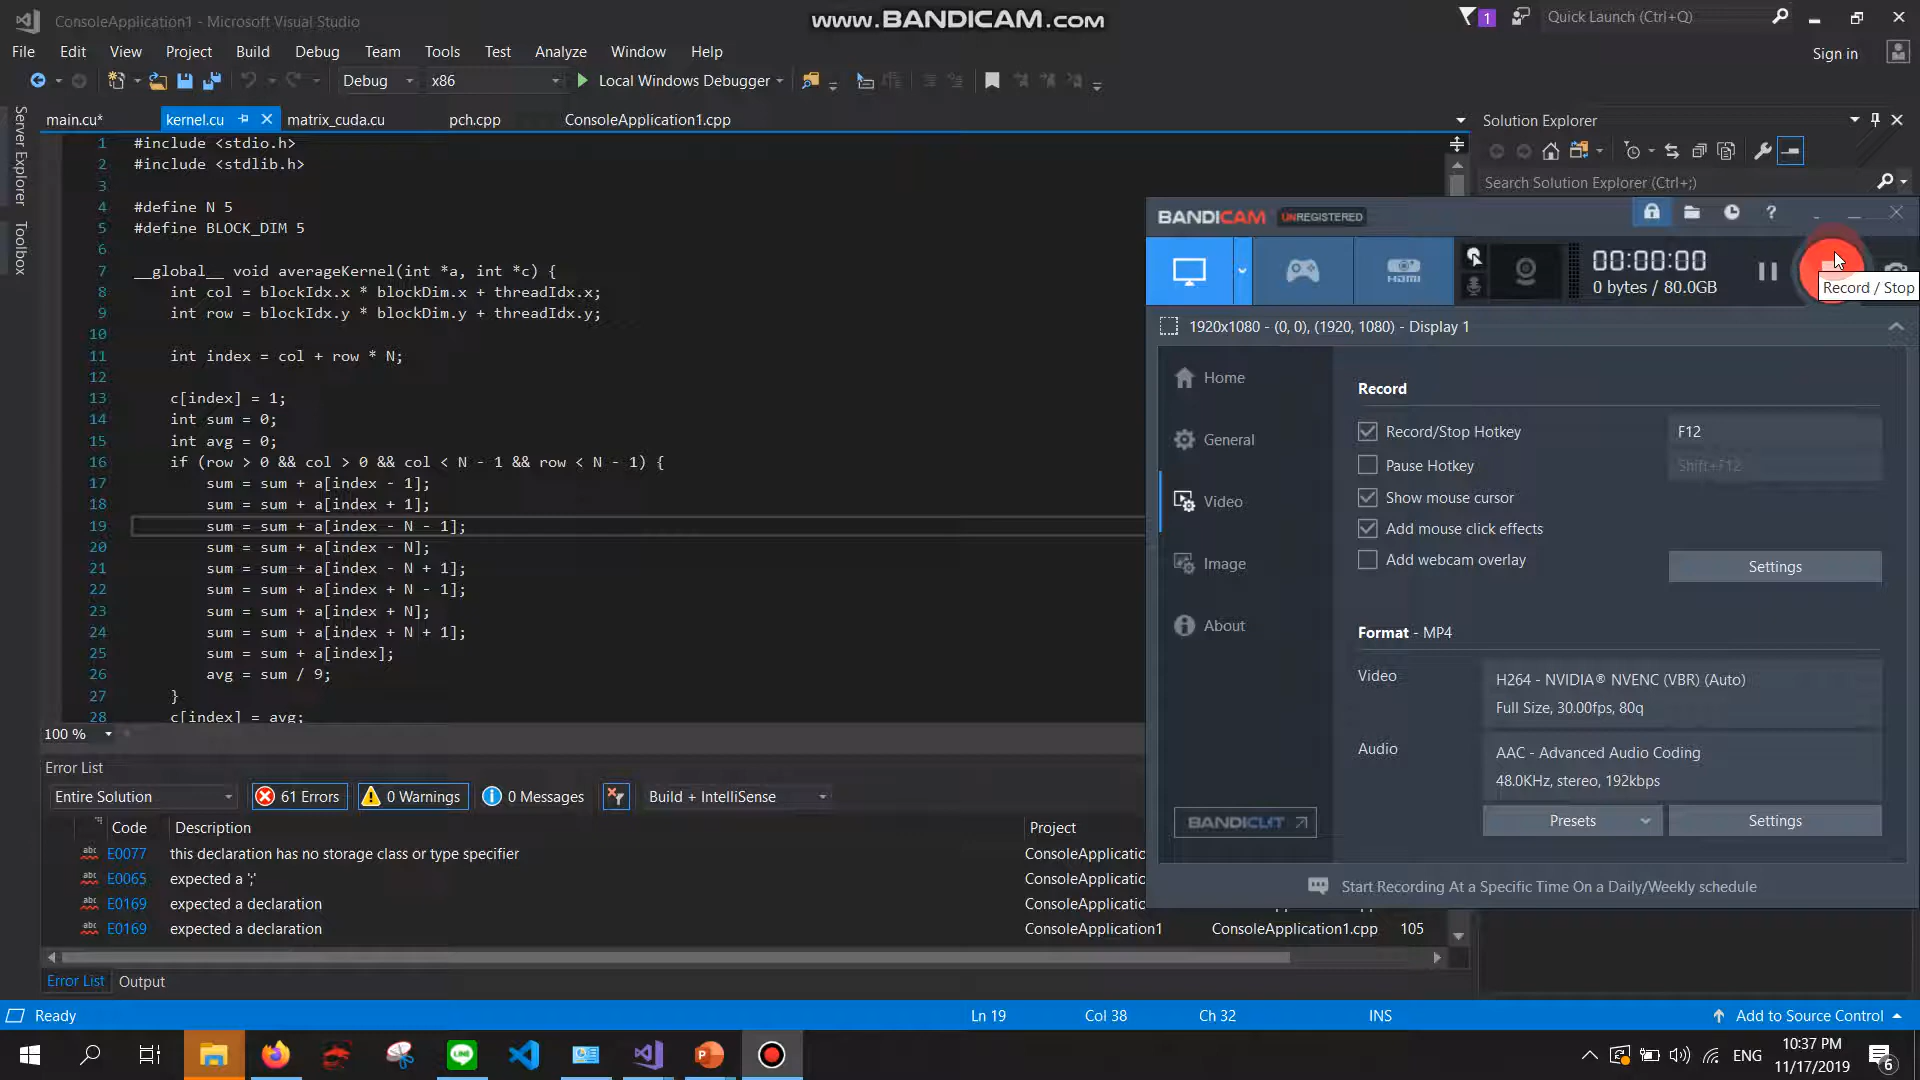 ConsoleApplication1 - Microsoft Visual Studio
www.BANDICAM.com
1
Quick Launch (Ctrl+Q)
File Edit View Project Build Debug Team Tools Test Analyze Window Help
Sign in
Debug x86 Local Windows Debugger
Server Explorer
Toolbox
main.cu* kernel.cu matrix_cuda.cu pch.cpp ConsoleApplication1.cpp
Solution Explorer
Search Solution Explorer (Ctrl+;)
1 #include <stdio.h>
2 #include <stdlib.h>
3
4 #define N 5
5 #define BLOCK_DIM 5
6
7 __global__ void averageKernel(int *a, int *c) {
8 int col = blockIdx.x * blockDim.x + threadIdx.x;
9 int row = blockIdx.y * blockDim.y + threadIdx.y;
10
11 int index = col + row * N;
12
13 c[index] = 1;
14 int sum = 0;
15 int avg = 0;
16 if (row > 0 && col > 0 && col < N - 1 && row < N - 1) {
17 sum = sum + a[index - 1];
18 sum = sum + a[index + 1];
19 sum = sum + a[index - N - 1];
20 sum = sum + a[index - N];
21 sum = sum + a[index - N + 1];
22 sum = sum + a[index + N - 1];
23 sum = sum + a[index + N];
24 sum = sum + a[index + N + 1];
25 sum = sum + a[index];
26 avg = sum / 9;
27 }
28 c[index] = avg;
100 %
BANDICAM UNREGISTERED
?
HDMI
00:00:00
0 bytes / 80.0GB
Record / Stop
1920x1080 - (0, 0), (1920, 1080) - Display 1
Home
General
Video
Image
About
BANDICUT
Record
Record/Stop Hotkey F12
Pause Hotkey Shift+F12
Show mouse cursor
Add mouse click effects
Add webcam overlay Settings
Format - MP4
Video H264 - NVIDIA® NVENC (VBR) (Auto)
Full Size, 30.00fps, 80q
Audio AAC - Advanced Audio Coding
48.0KHz, stereo, 192kbps
Presets Settings
Start Recording At a Specific Time On a Daily/Weekly schedule
Error List
Entire Solution 61 Errors 0 Warnings 0 Messages Build + IntelliSense
Code Description Project
abc E0077 this declaration has no storage class or type specifier ConsoleApplicatio
abc E0065 expected a ';' ConsoleApplicatio
abc E0169 expected a declaration ConsoleApplicatio
abc E0169 expected a declaration ConsoleApplication1 ConsoleApplication1.cpp 105
Error List Output
Ready Ln 19 Col 38 Ch 32 INS Add to Source Control
LINE
ENG
10:37 PM
11/17/2019
6